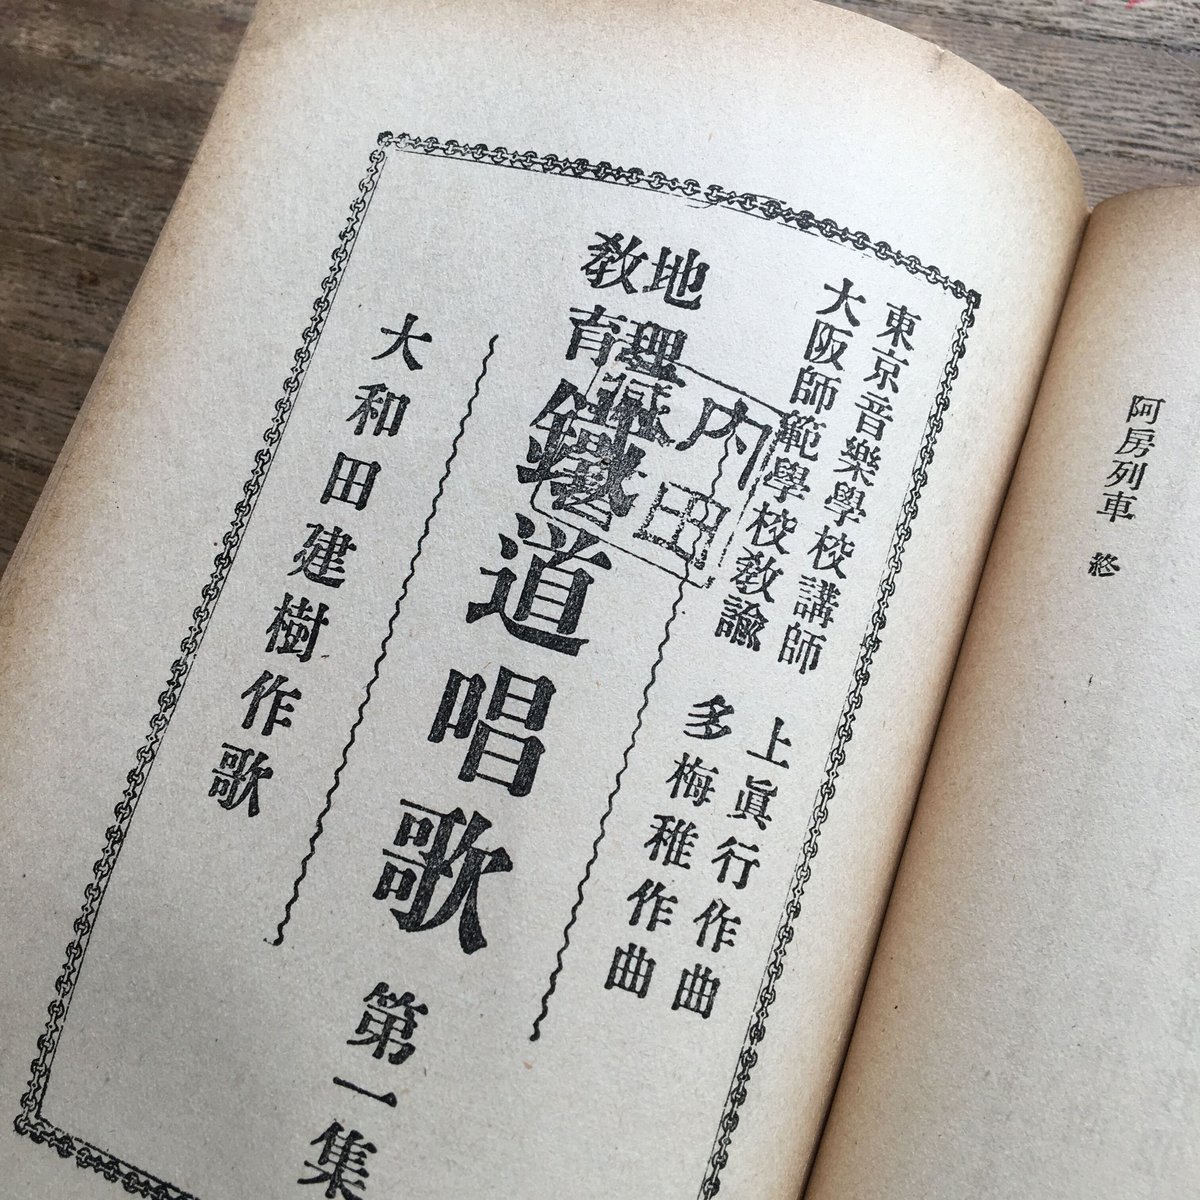 阿房列車 終
東京音樂學校講師 上眞行作曲
大阪師範學校教諭 多梅稚作曲
地理
教育
鐵道唱歌 第一集
内田
大和田建樹作歌